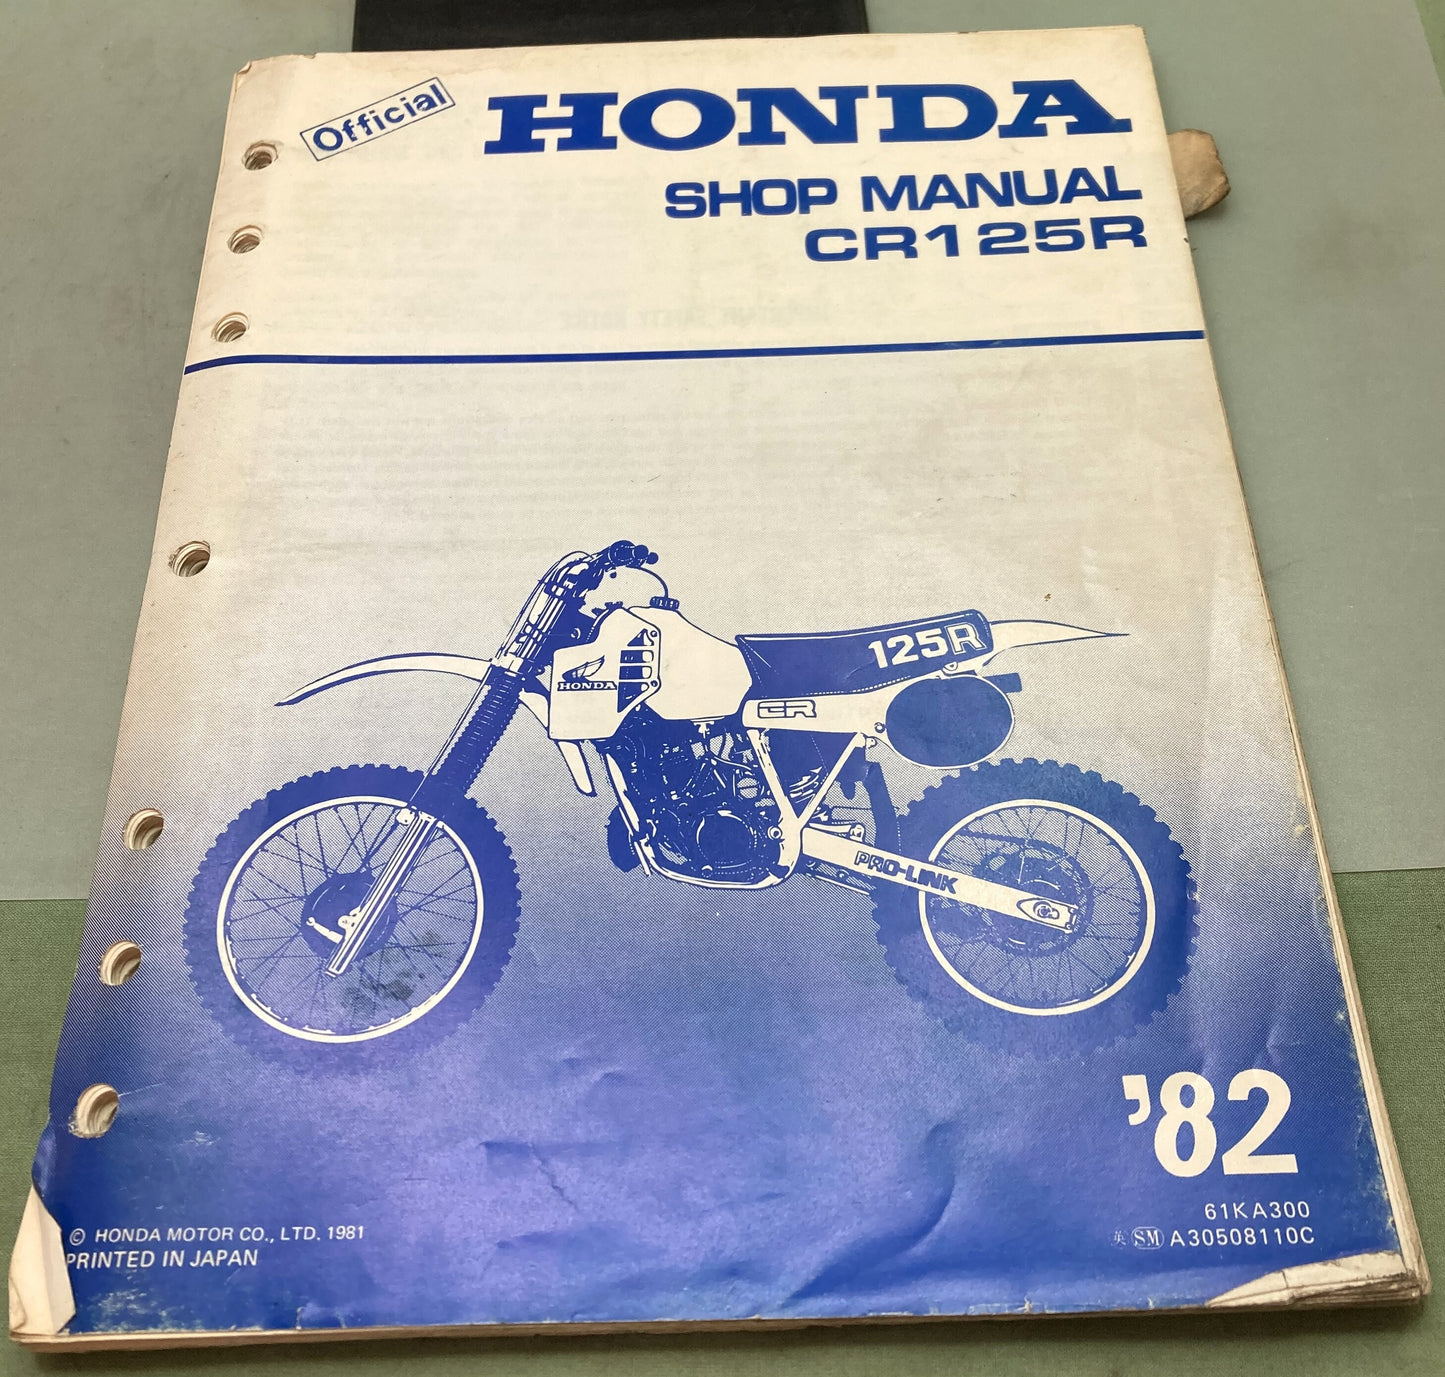 Official
HONDA
SHOP MANUAL
CR125R
125R
HONDA
CR
PRO-LINK
'82
61KA300
英 SM A30508110C
© HONDA MOTOR CO., LTD. 1981
PRINTED IN JAPAN